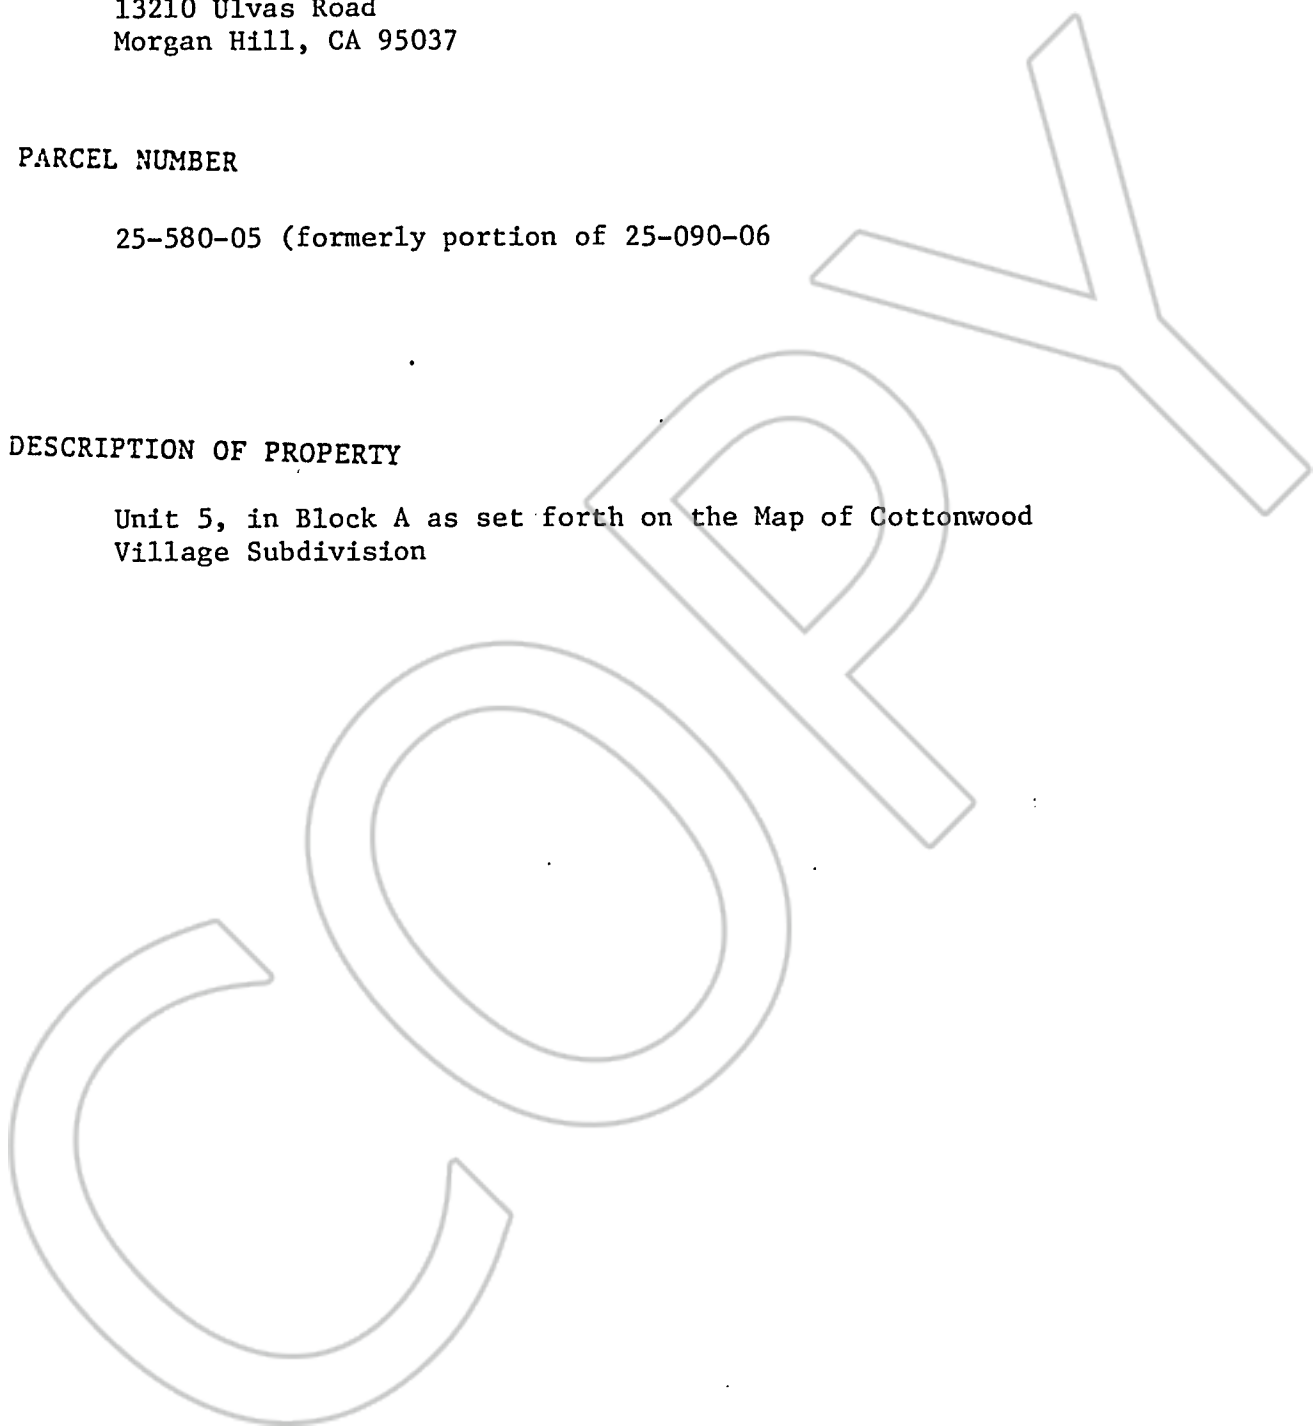 13210 Ulvas Road
Morgan Hill, CA 95037
PARCEL NUMBER
25-580-05 (formerly portion of 25-090-06
DESCRIPTION OF PROPERTY
Unit 5, in Block A as set forth on the Map of Cottonwood
Village Subdivision
COPY